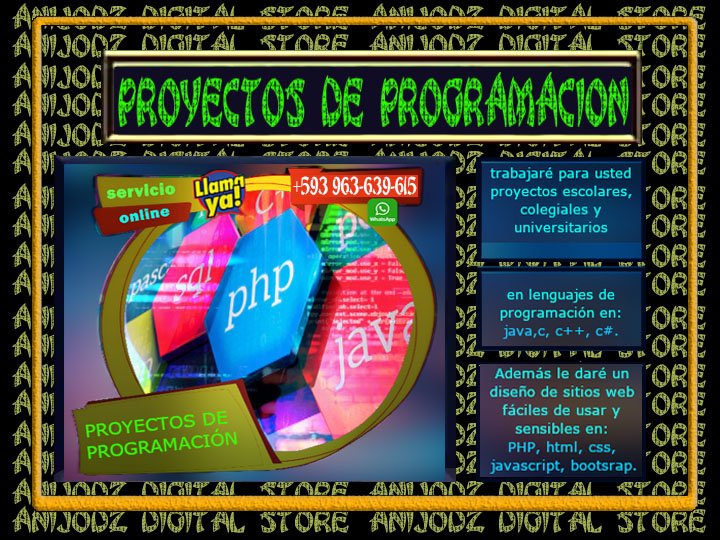 ANIJODZ DIGITAL STORE ANIJODZ DIGITAL STORE
PROYECTOS DE PROGRAMACION
servicio
online
Llama
ya!
+593 963-639-615
WhatsApp
pasc
sql
php
java
PROYECTOS DE
PROGRAMACIÓN
trabajaré para usted
proyectos escolares,
colegiales y
universitarios
en lenguajes de
programación en:
java,c, c++, c#.
Además le daré un
diseño de sitios web
fáciles de usar y
sensibles en:
PHP, html, css,
javascript, bootsrap.
ANIJODZ DIGITAL STORE ANIJODZ DIGITAL STORE